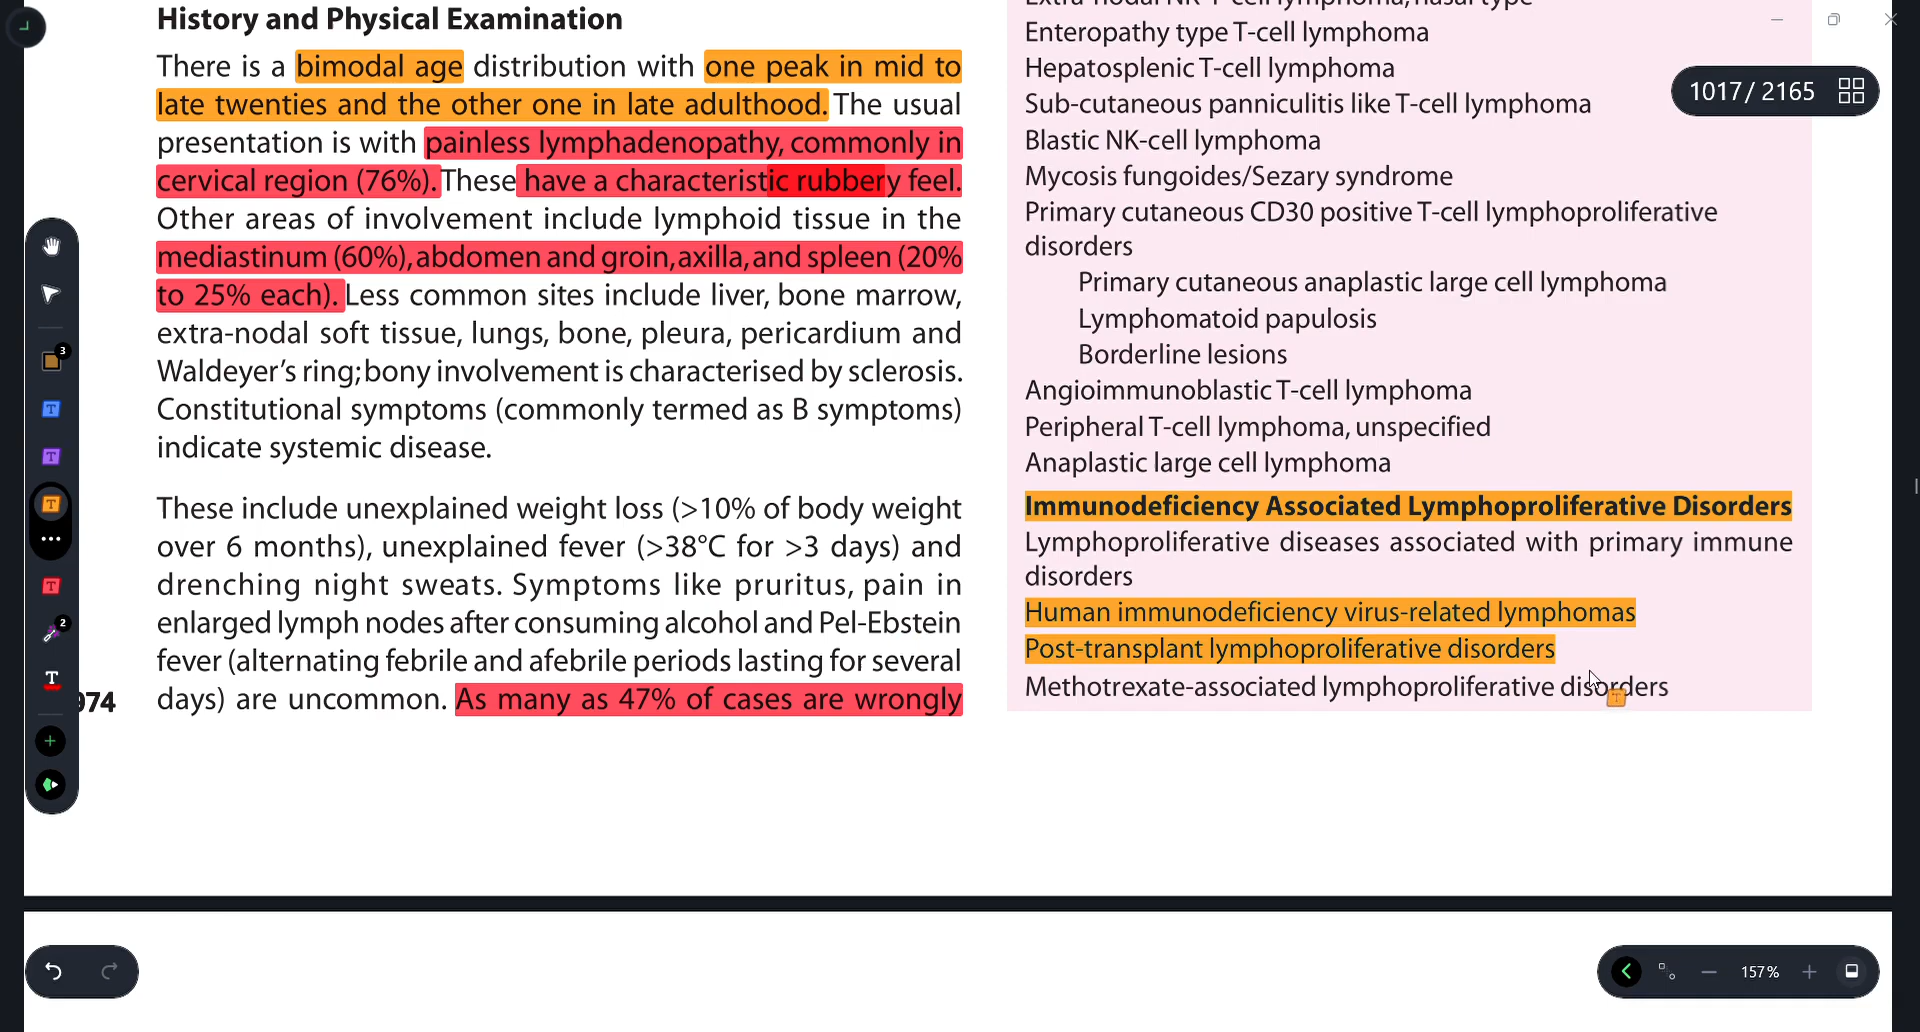 History and Physical Examination
There is a bimodal age distribution with one peak in mid to
late twenties and the other one in late adulthood. The usual
presentation is with painless lymphadenopathy, commonly in
cervical region (76%). These have a characteristic rubbery feel.
Other areas of involvement include lymphoid tissue in the
mediastinum (60%), abdomen and groin, axilla, and spleen (20%
to 25% each). Less common sites include liver, bone marrow,
extra-nodal soft tissue, lungs, bone, pleura, pericardium and
Waldeyer's ring; bony involvement is characterised by sclerosis.
Constitutional symptoms (commonly termed as B symptoms)
indicate systemic disease.
These include unexplained weight loss (>10% of body weight
over 6 months), unexplained fever (>38°C for >3 days) and
drenching night sweats. Symptoms like pruritus, pain in
enlarged lymph nodes after consuming alcohol and Pel-Ebstein
fever (alternating febrile and afebrile periods lasting for several
days) are uncommon. As many as 47% of cases are wrongly
974
Extra-nodal NK-T cell lymphoma, nasal type
Enteropathy type T-cell lymphoma
Hepatosplenic T-cell lymphoma
Sub-cutaneous panniculitis like T-cell lymphoma
Blastic NK-cell lymphoma
Mycosis fungoides/Sezary syndrome
Primary cutaneous CD30 positive T-cell lymphoproliferative
disorders
Primary cutaneous anaplastic large cell lymphoma
Lymphomatoid papulosis
Borderline lesions
Angioimmunoblastic T-cell lymphoma
Peripheral T-cell lymphoma, unspecified
Anaplastic large cell lymphoma
Immunodeficiency Associated Lymphoproliferative Disorders
Lymphoproliferative diseases associated with primary immune
disorders
Human immunodeficiency virus-related lymphomas
Post-transplant lymphoproliferative disorders
Methotrexate-associated lymphoproliferative disorders
1017/ 2165
3
T
T
T
T
2
T
T
157%